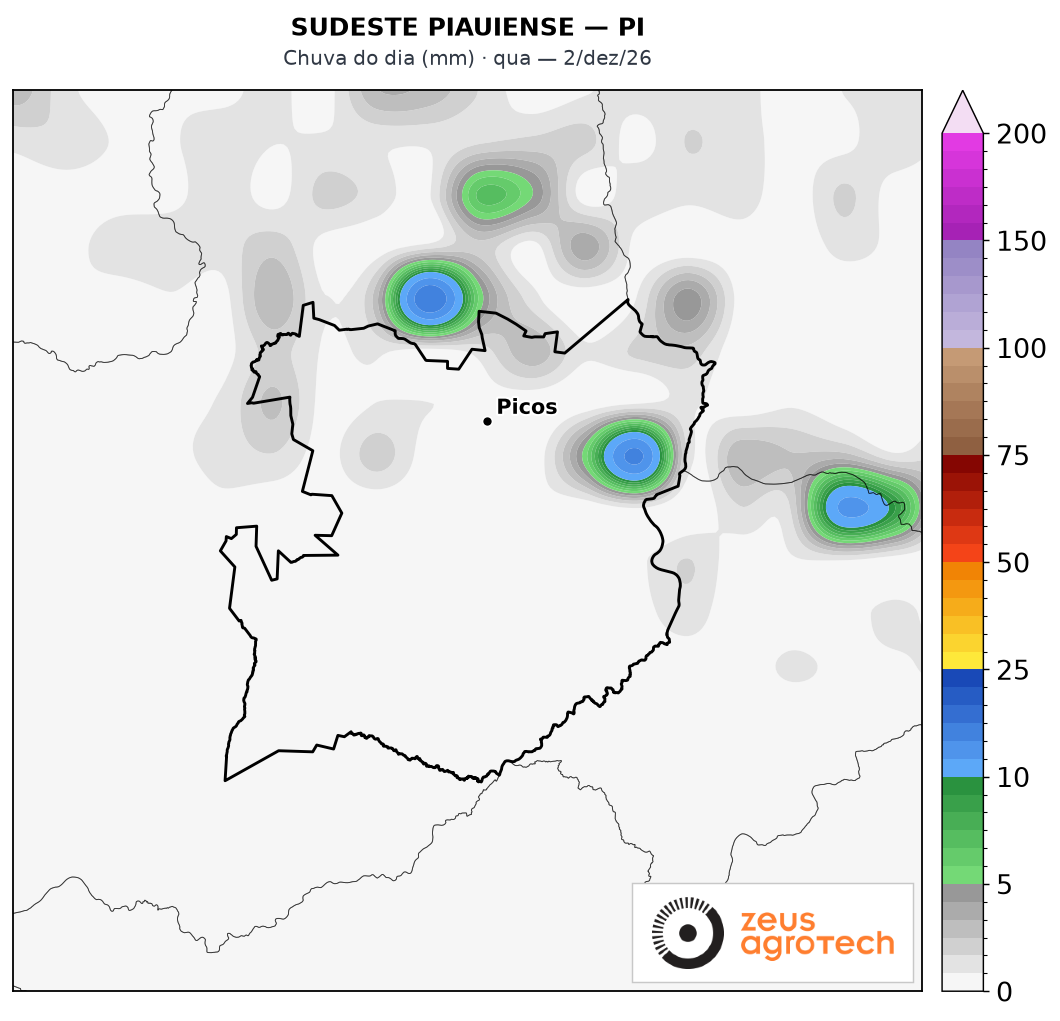 SUDESTE PIAUIENSE — PI
Chuva do dia (mm) · qua — 2/dez/26
200
150
100
75
50
25
10
5
0
Picos
zeus
agrotech